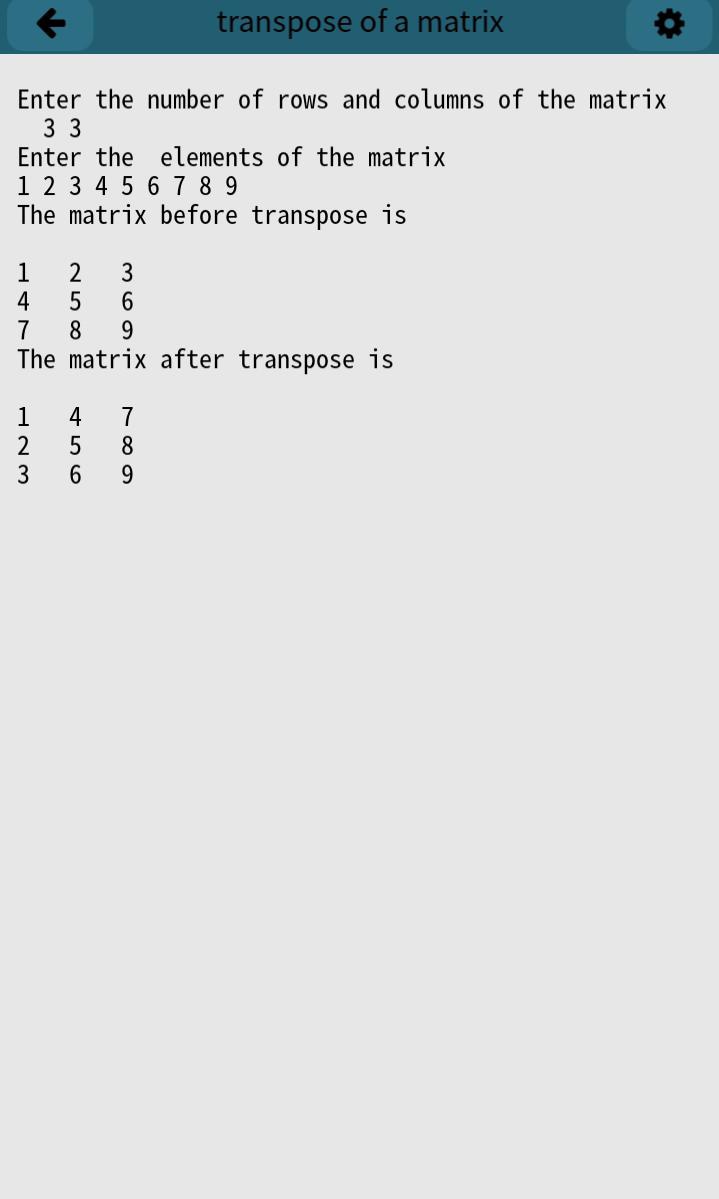 transpose of a matrix
Enter the number of rows and columns of the matrix
  3 3
Enter the  elements of the matrix
1 2 3 4 5 6 7 8 9
The matrix before transpose is

1   2   3
4   5   6
7   8   9
The matrix after transpose is

1   4   7
2   5   8
3   6   9